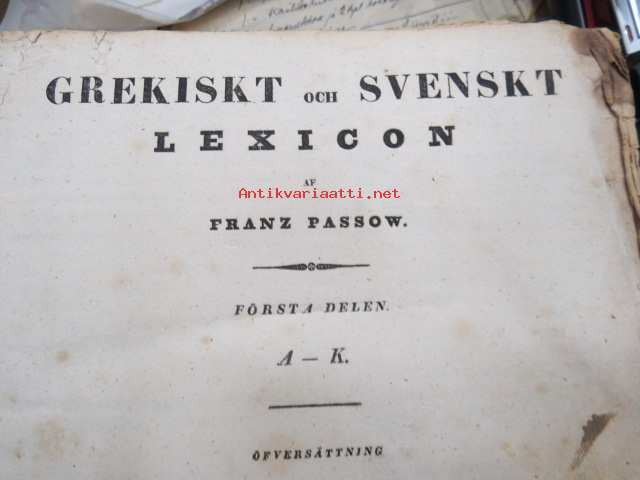 GREKISKT OCH SVENSKT
LEXICON
AF
Antikvariaatti.net
FRANZ PASSOW.
FÖRSTA DELEN.
A — K.
ÖFVERSÄTTNING